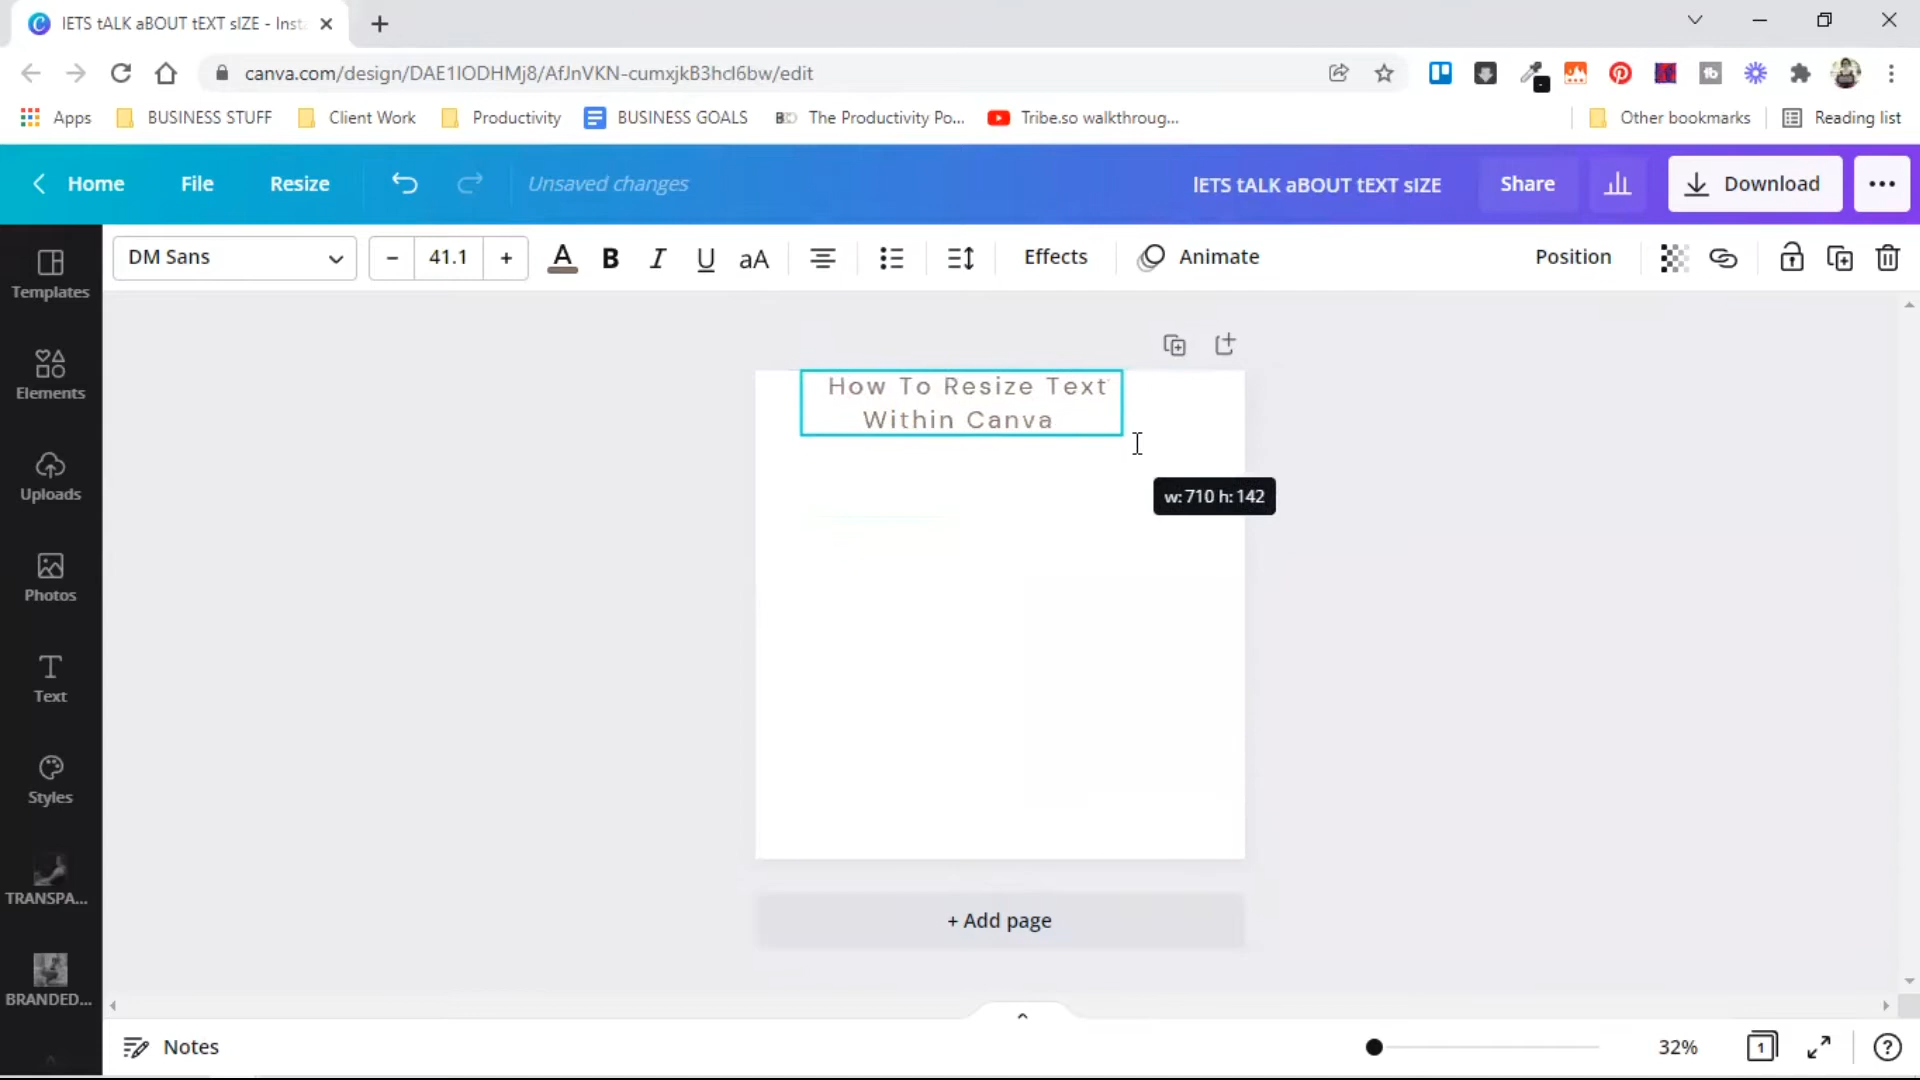 lETS tALK aBOUT tEXT sIZE - Inst
canva.com/design/DAE1IODHMj8/AfJnVKN-cumxjkB3hcl6bw/edit
Apps
BUSINESS STUFF
Client Work
Productivity
BUSINESS GOALS
The Productivity Po...
Tribe.so walkthroug...
Other bookmarks
Reading list
Home
File
Resize
Unsaved changes
lETS tALK aBOUT tEXT sIZE
Share
Download
DM Sans
- 41.1 +
A B I U aA
Effects
Animate
Position
Templates
Elements
Uploads
Photos
Text
Styles
TRANSPA...
BRANDED...
How To Resize Text
Within Canva
w: 710 h: 142
+ Add page
Notes
32%
1
?